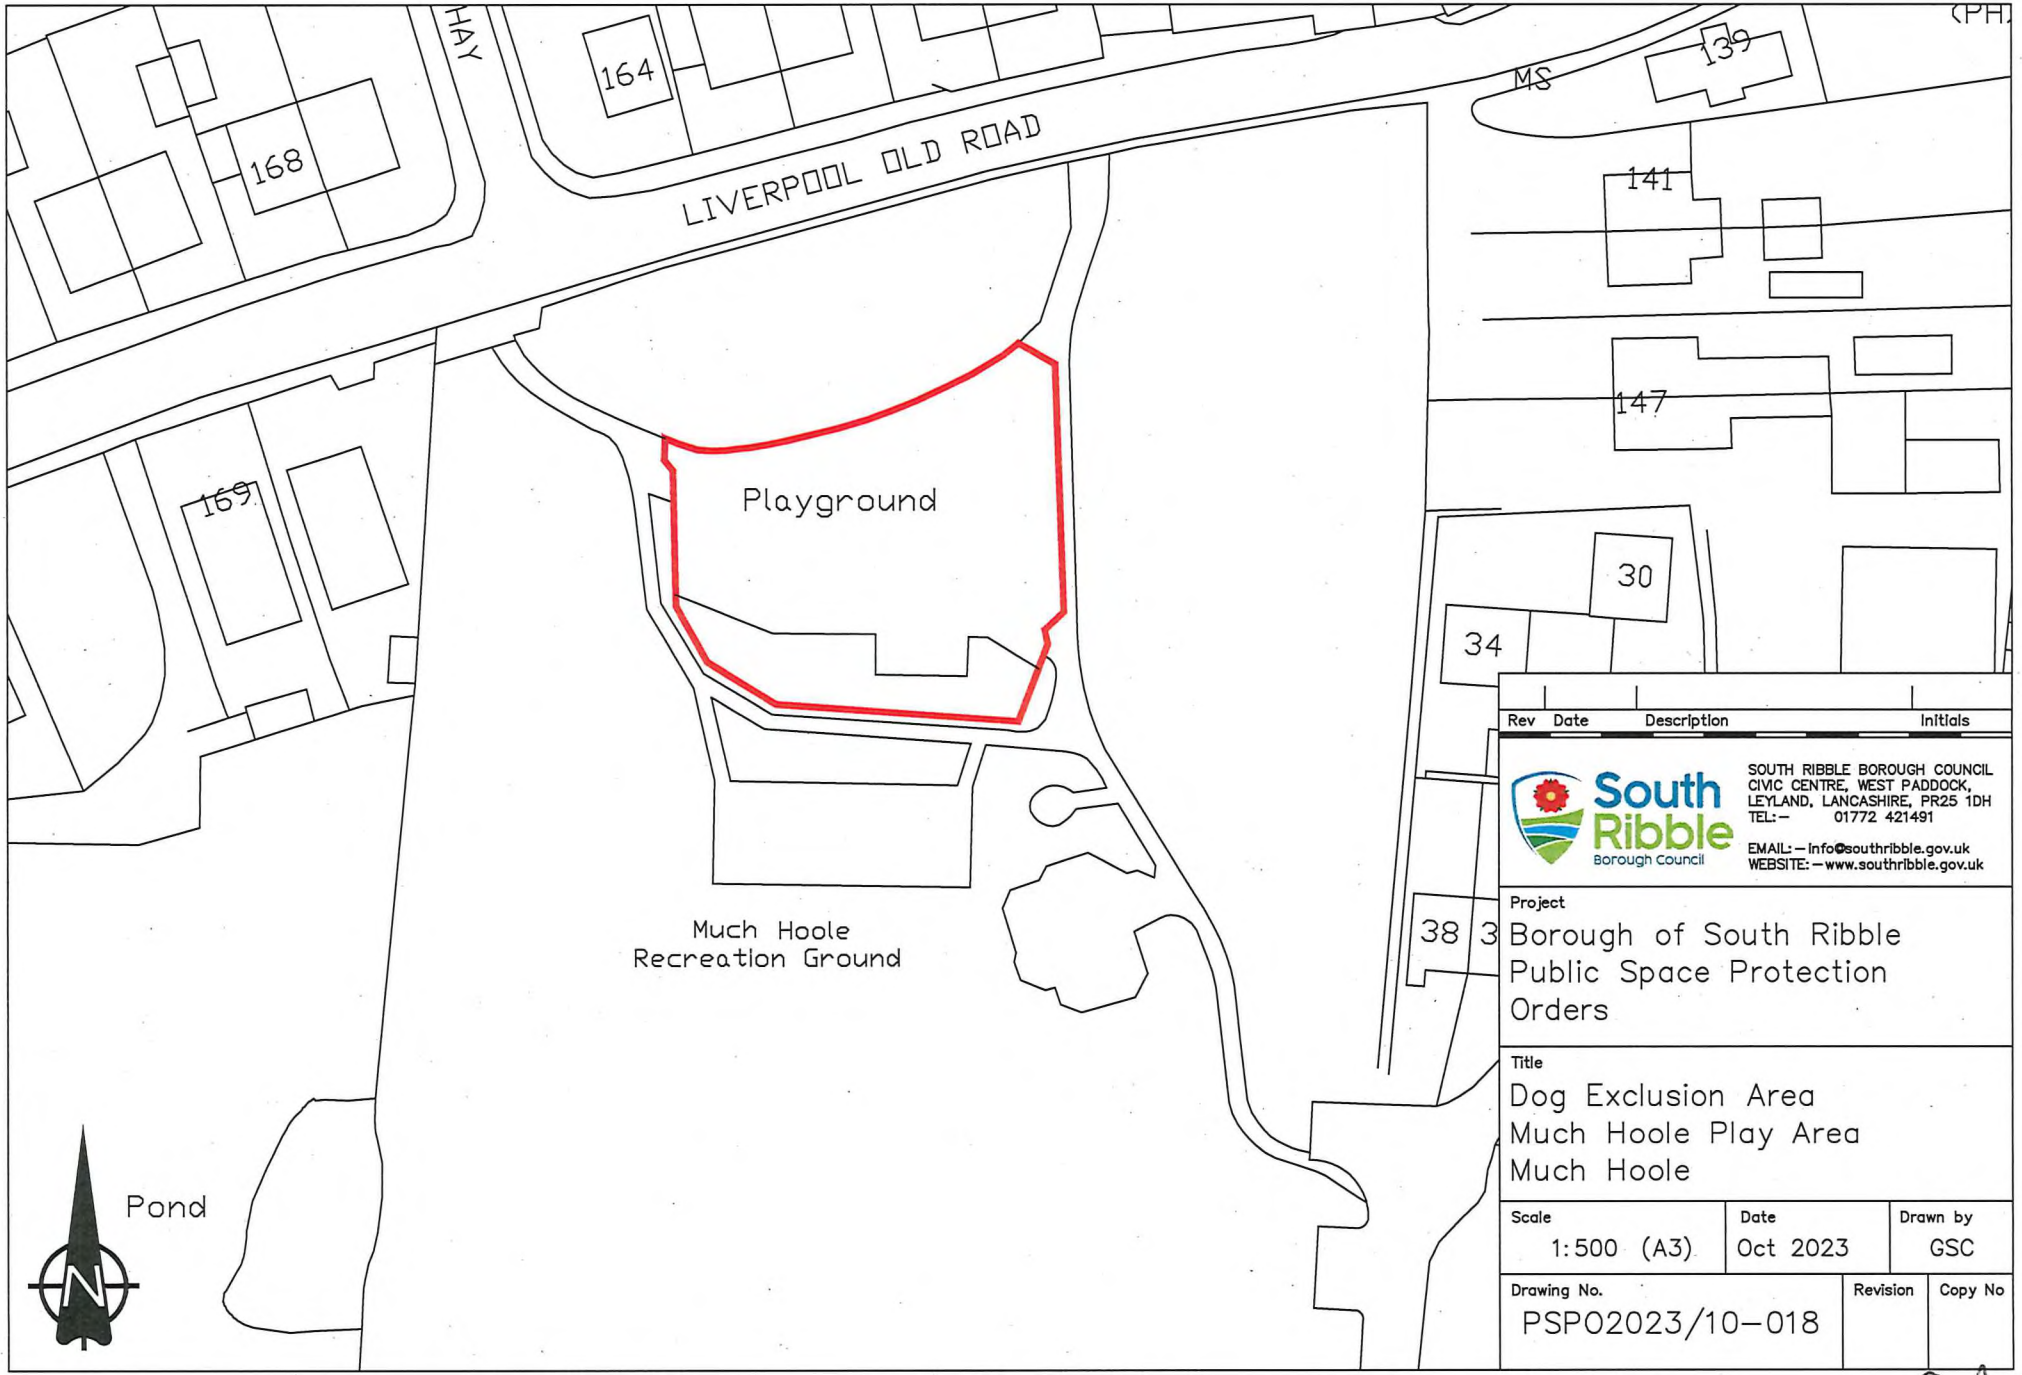 HAY
164
168
LIVERPOOL OLD ROAD
MS
139
(PH)
141
147
169
Playground
30
34
38
3
Much Hoole
Recreation Ground
Pond
N
Rev Date Description Initials
South
Ribble
Borough Council
SOUTH RIBBLE BOROUGH COUNCIL
CIVIC CENTRE, WEST PADDOCK,
LEYLAND, LANCASHIRE, PR25 1DH
TEL:- 01772 421491
EMAIL:-info@southribble.gov.uk
WEBSITE:-www.southribble.gov.uk
Project
Borough of South Ribble
Public Space Protection
Orders
Title
Dog Exclusion Area
Much Hoole Play Area
Much Hoole
Scale
1:500 (A3)
Date
Oct 2023
Drawn by
GSC
Drawing No.
PSPO2023/10-018
Revision
Copy No